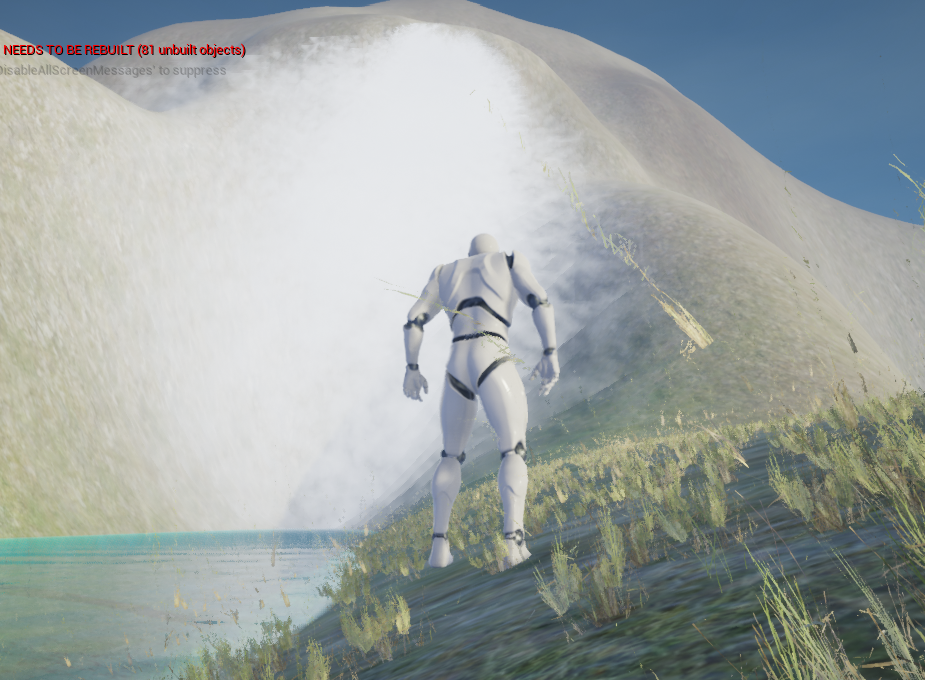 NEEDS TO BE REBUILT (81 unbuilt objects)
DisableAllScreenMessages' to suppress